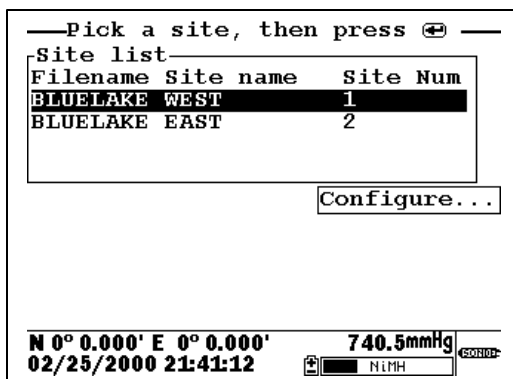 Pick a site, then press
Site list
Filename Site name Site Num
BLUELAKE WEST 1
BLUELAKE EAST 2
Configure...
N 0° 0.000' E 0° 0.000' 740.5mmHg
02/25/2000 21:41:12 NiMH
SONDE